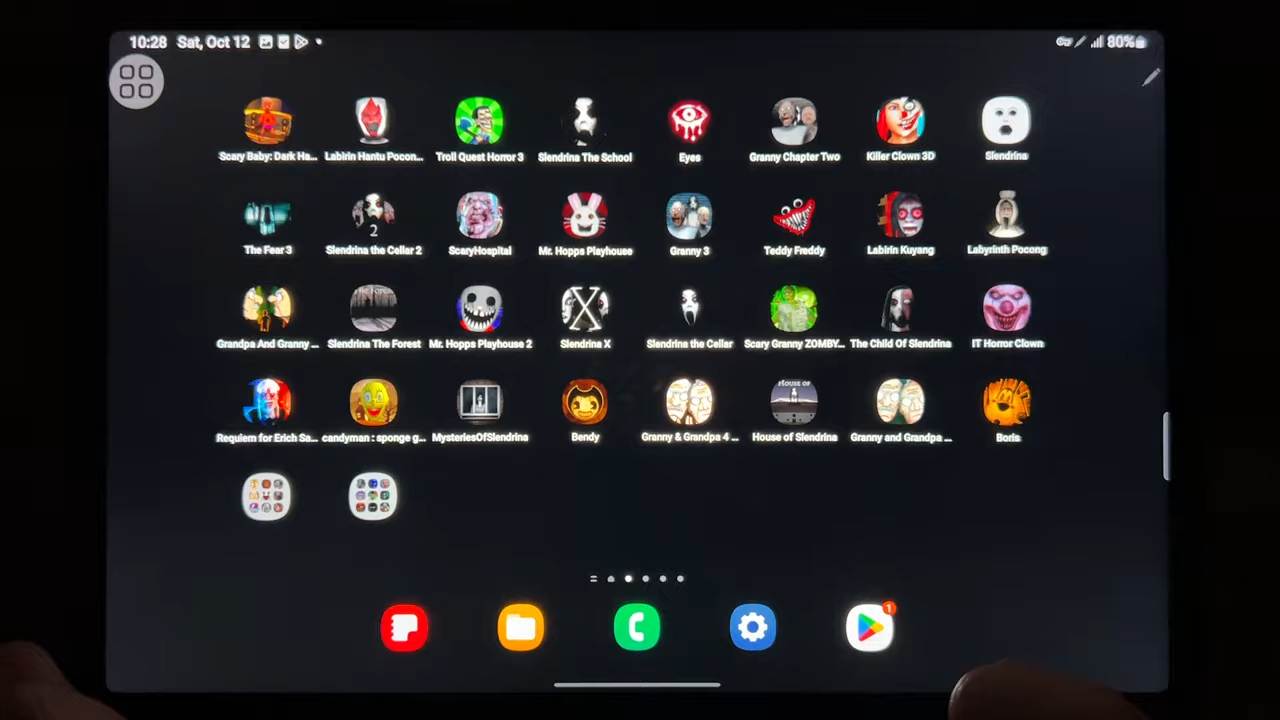 10:28 Sat, Oct 12
80%
Scary Baby: Dark Ha...
Labirin Hantu Pocon...
Troll Quest Horror 3
Slendrina The School
Eyes
Granny Chapter Two
Killer Clown 3D
Slendrina
The Fear 3
2
Slendrina the Cellar 2
ScaryHospital
Mr. Hopps Playhouse
Granny 3
Teddy Freddy
Labirin Kuyang
Labyrinth Pocong
Grandpa And Granny ...
Slendrina The Forest
Mr. Hopps Playhouse 2
X
Slendrina X
Slendrina the Cellar
Scary Granny ZOMBY...
The Child Of Slendrina
IT Horror Clown
Requiem for Erich Sa...
candyman : sponge g...
MysteriesOfSlendrina
Bendy
Granny & Grandpa 4 ...
HOUSE OF
House of Slendrina
Granny and Grandpa ...
Boris
1